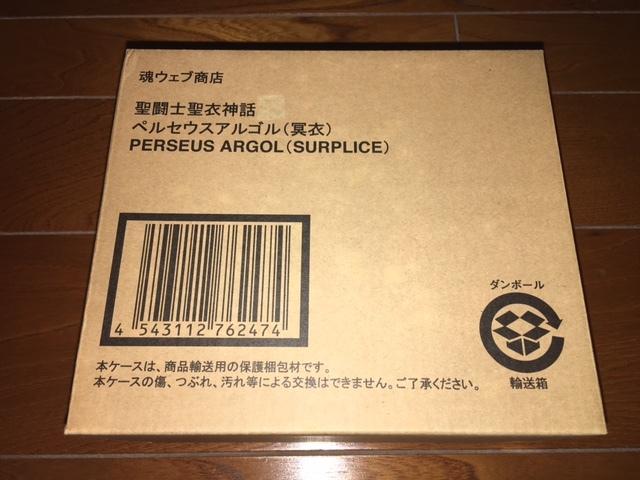 魂ウェブ商店
聖闘士聖衣神話
ペルセウスアルゴル(冥衣)
PERSEUS ARGOL(SURPLICE)
4 543112 762474
ダンボール
輸送箱
本ケースは、商品輸送用の保護梱包材です。
本ケースの傷、つぶれ、汚れ等による交換はできません。ご了承ください。